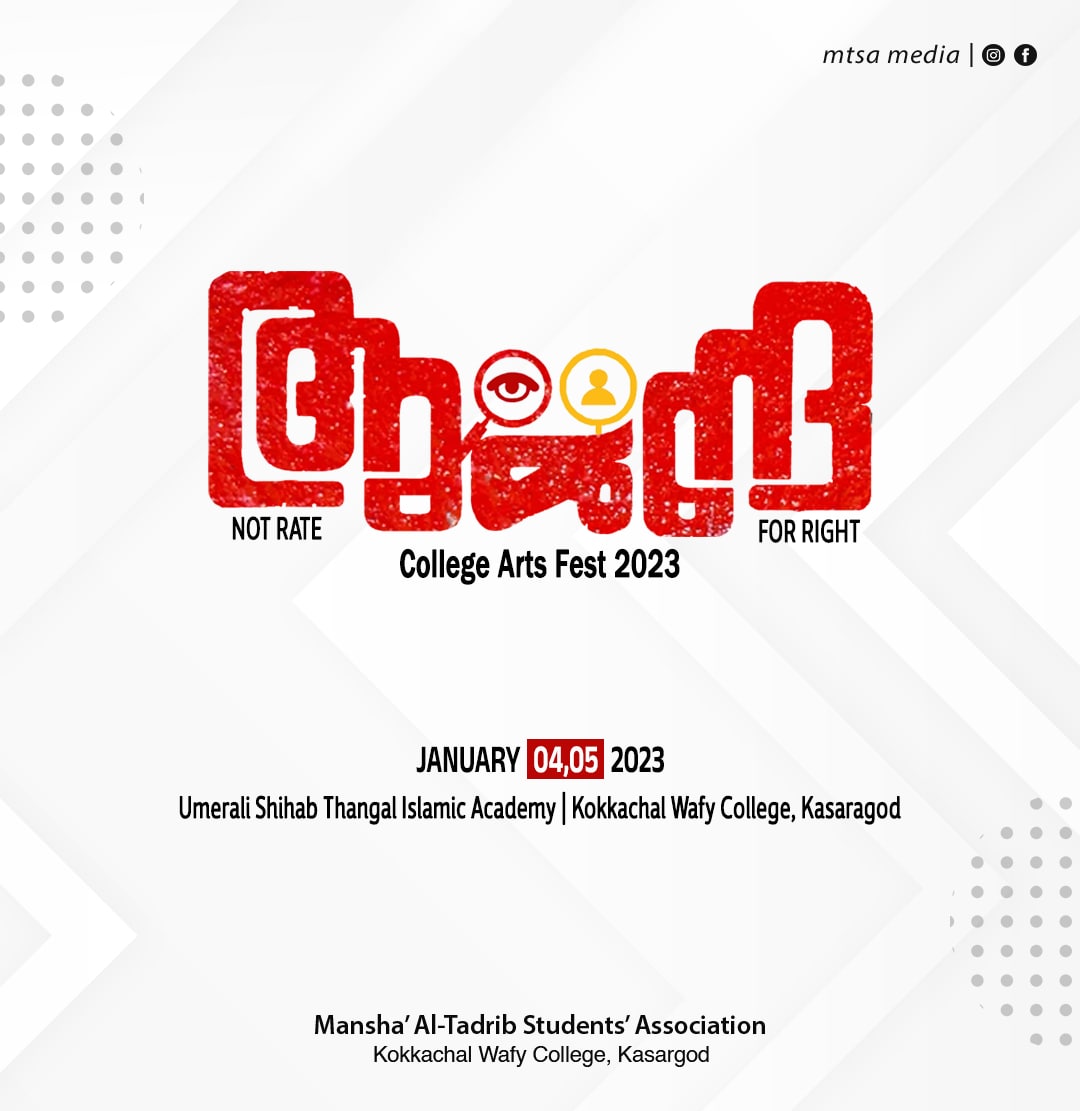 mtsa media |
NOT RATE
FOR RIGHT
College Arts Fest 2023
JANUARY 04,05 2023
Umerali Shihab Thangal Islamic Academy | Kokkachal Wafy College, Kasaragod
Mansha’ Al-Tadrib Students’ Association
Kokkachal Wafy College, Kasargod